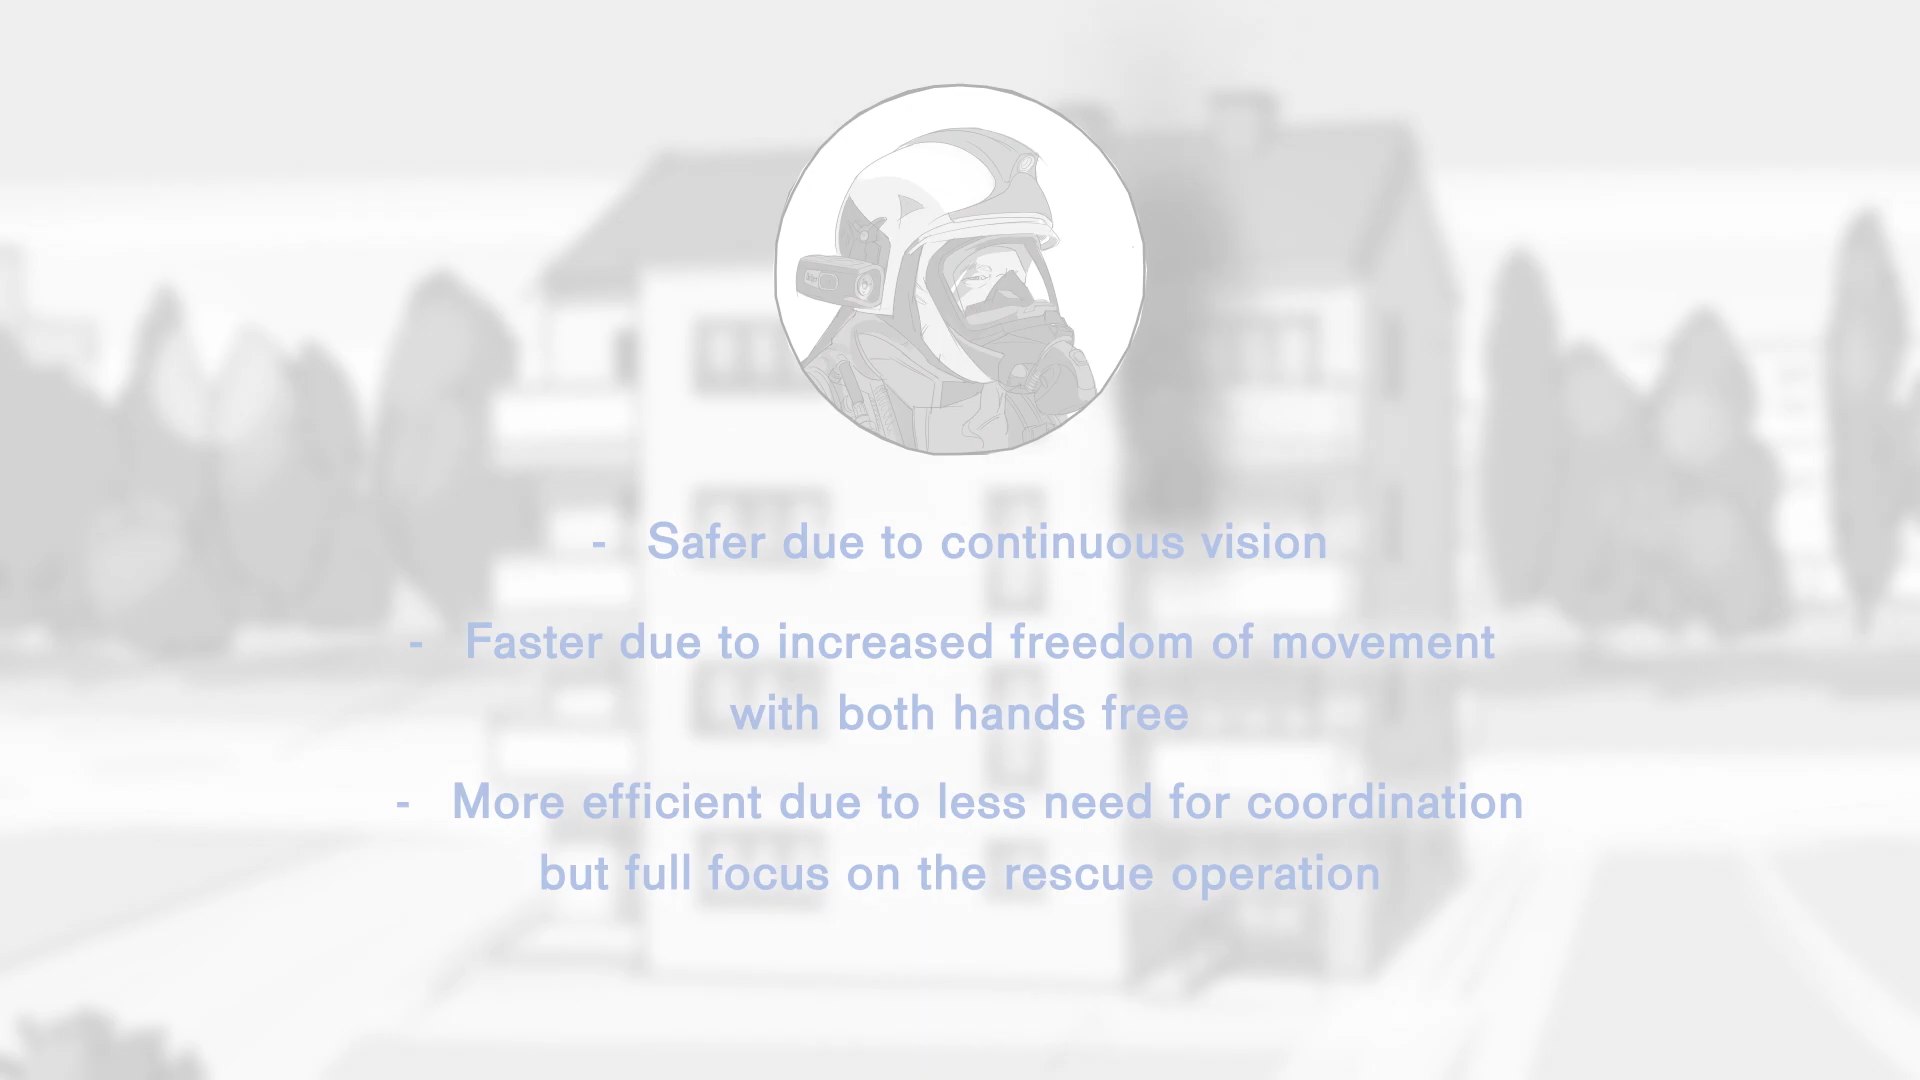 - Safer due to continuous vision
- Faster due to increased freedom of movement
with both hands free
- More efficient due to less need for coordination
but full focus on the rescue operation